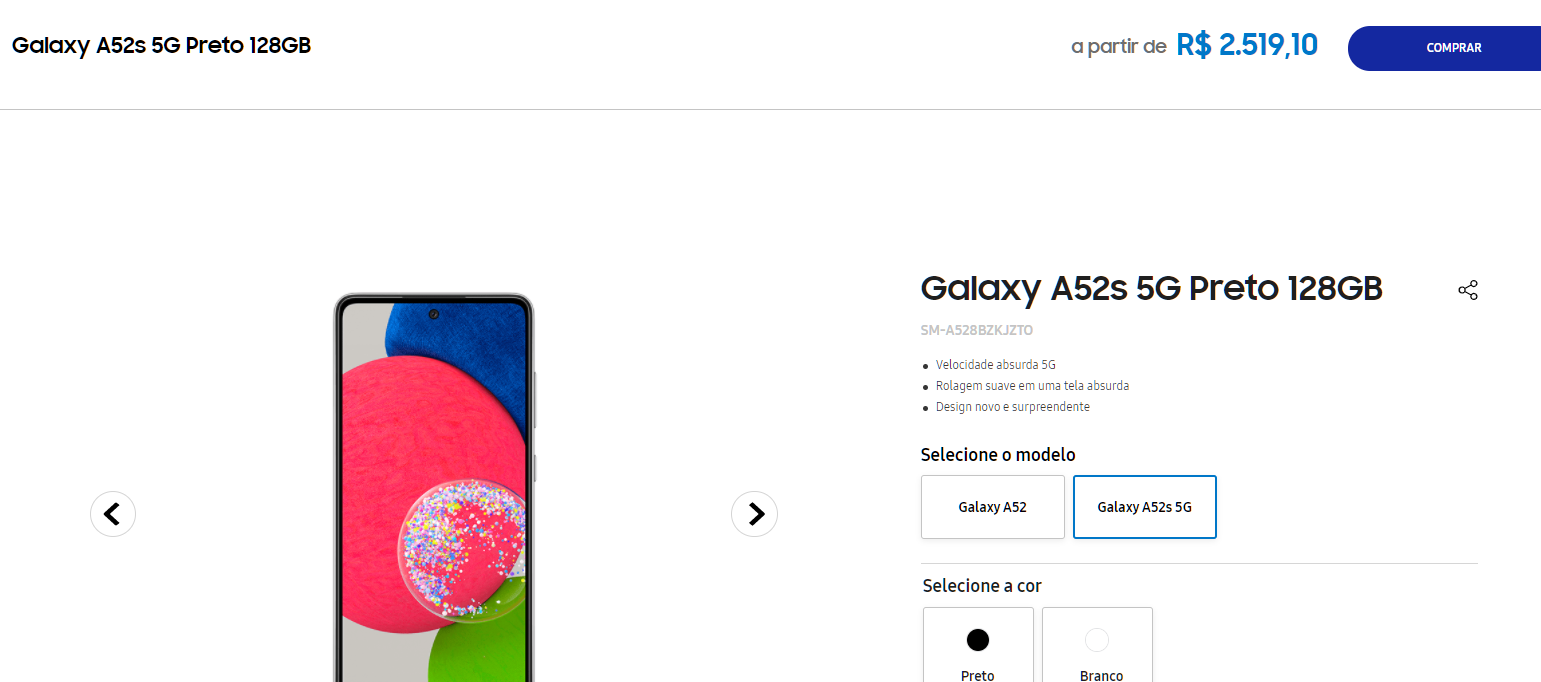 Galaxy A52s 5G Preto 128GB
a partir de R$ 2.519,10
COMPRAR
Galaxy A52s 5G Preto 128GB
SM-A528BZKJZTO
Velocidade absurda 5G
Rolagem suave em uma tela absurda
Design novo e surpreendente
Selecione o modelo
Galaxy A52
Galaxy A52s 5G
Selecione a cor
Preto
Branco